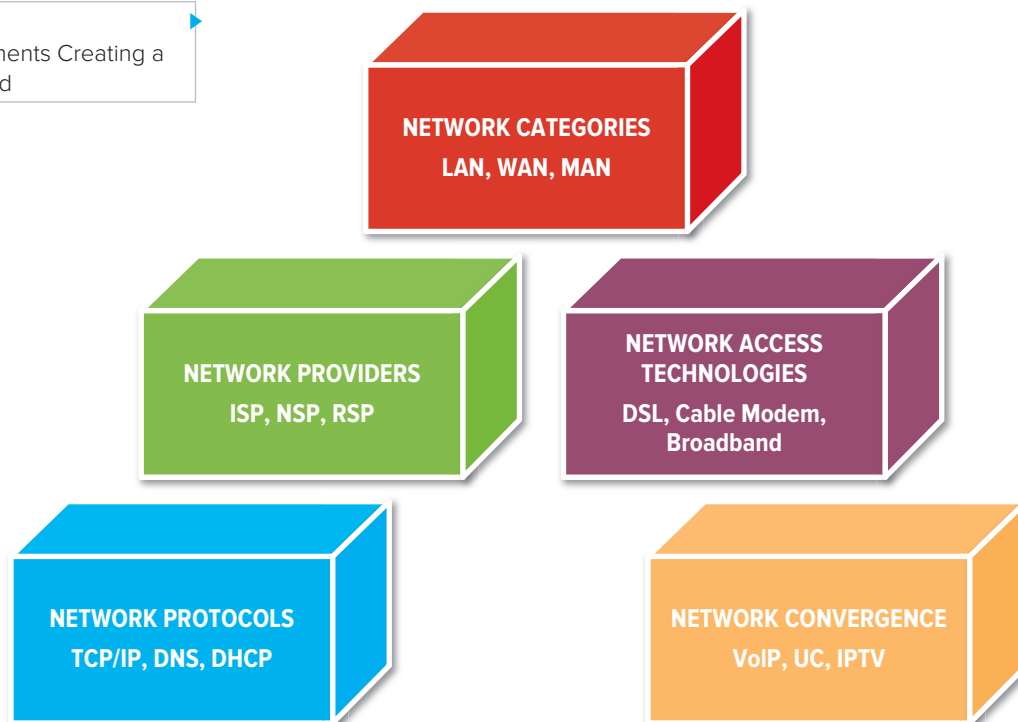 ents Creating a
d
NETWORK CATEGORIES
LAN, WAN, MAN
NETWORK PROVIDERS
ISP, NSP, RSP
NETWORK ACCESS
TECHNOLOGIES
DSL, Cable Modem,
Broadband
NETWORK PROTOCOLS
TCP/IP, DNS, DHCP
NETWORK CONVERGENCE
VoIP, UC, IPTV